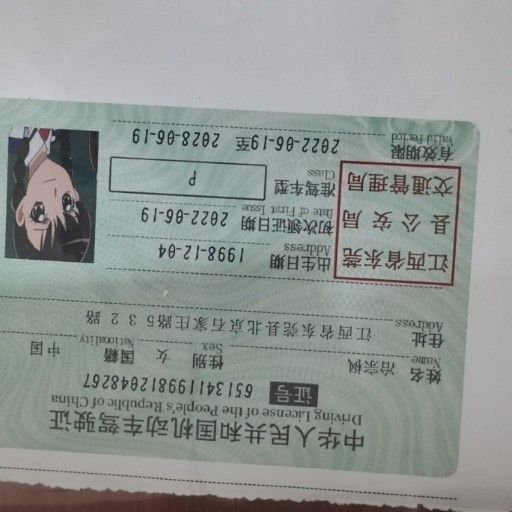 中华人民共和国机动车驾驶证
Driving License of the People's Republic of China
证号 651341199812048267
姓名 冶宗枫 性别 女 国籍 中国
Name Sex Nationality
住址 江西省东莞县北京石家庄路532路
Address
江西省东莞
县公安局
交通管理局
出生日期 1998-12-04
Address
初次领证日期 2022-06-19
Date of First Issue
准驾车型
Class
有效期限 2022-06-19至 2028-06-19
Valid Period